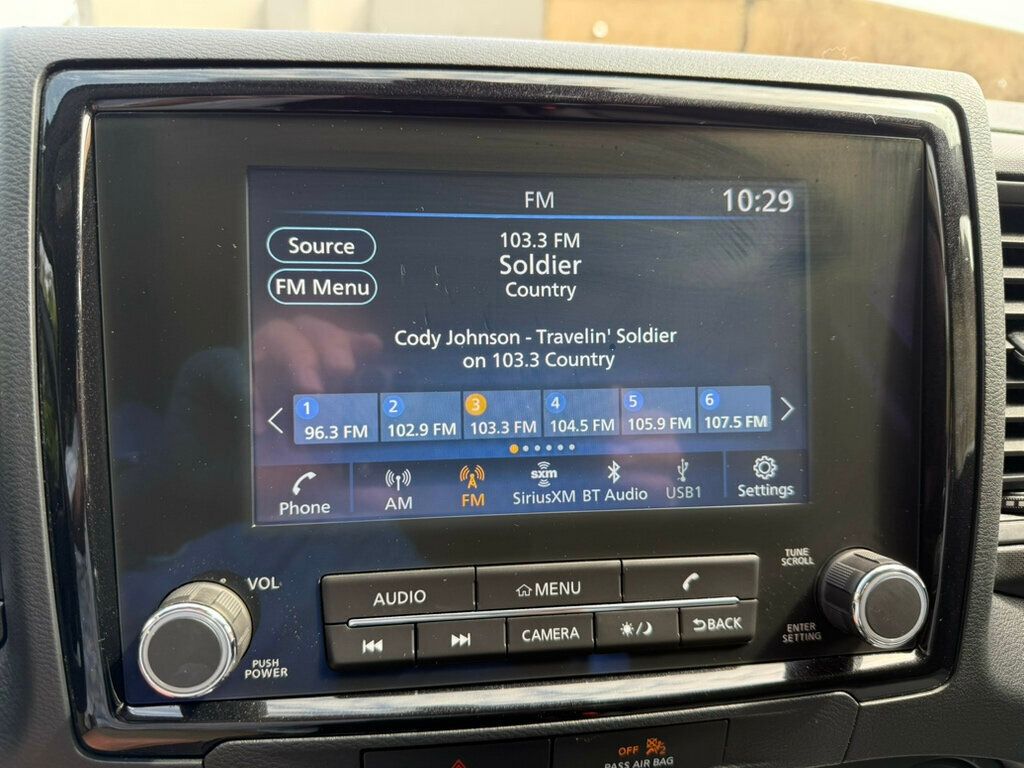 FM
10:29
Source
103.3 FM
Soldier
FM Menu
Country
Cody Johnson - Travelin' Soldier
on 103.3 Country
1
2
3
4
5
6
96.3 FM
102.9 FM
103.3 FM
104.5 FM
105.9 FM
107.5 FM
sxm
Phone
AM
FM
SiriusXM
BT Audio
USB1
Settings
VOL
PUSH
POWER
AUDIO
MENU
CAMERA
BACK
TUNE
SCROLL
ENTER
SETTING
OFF
PASS AIR BAG